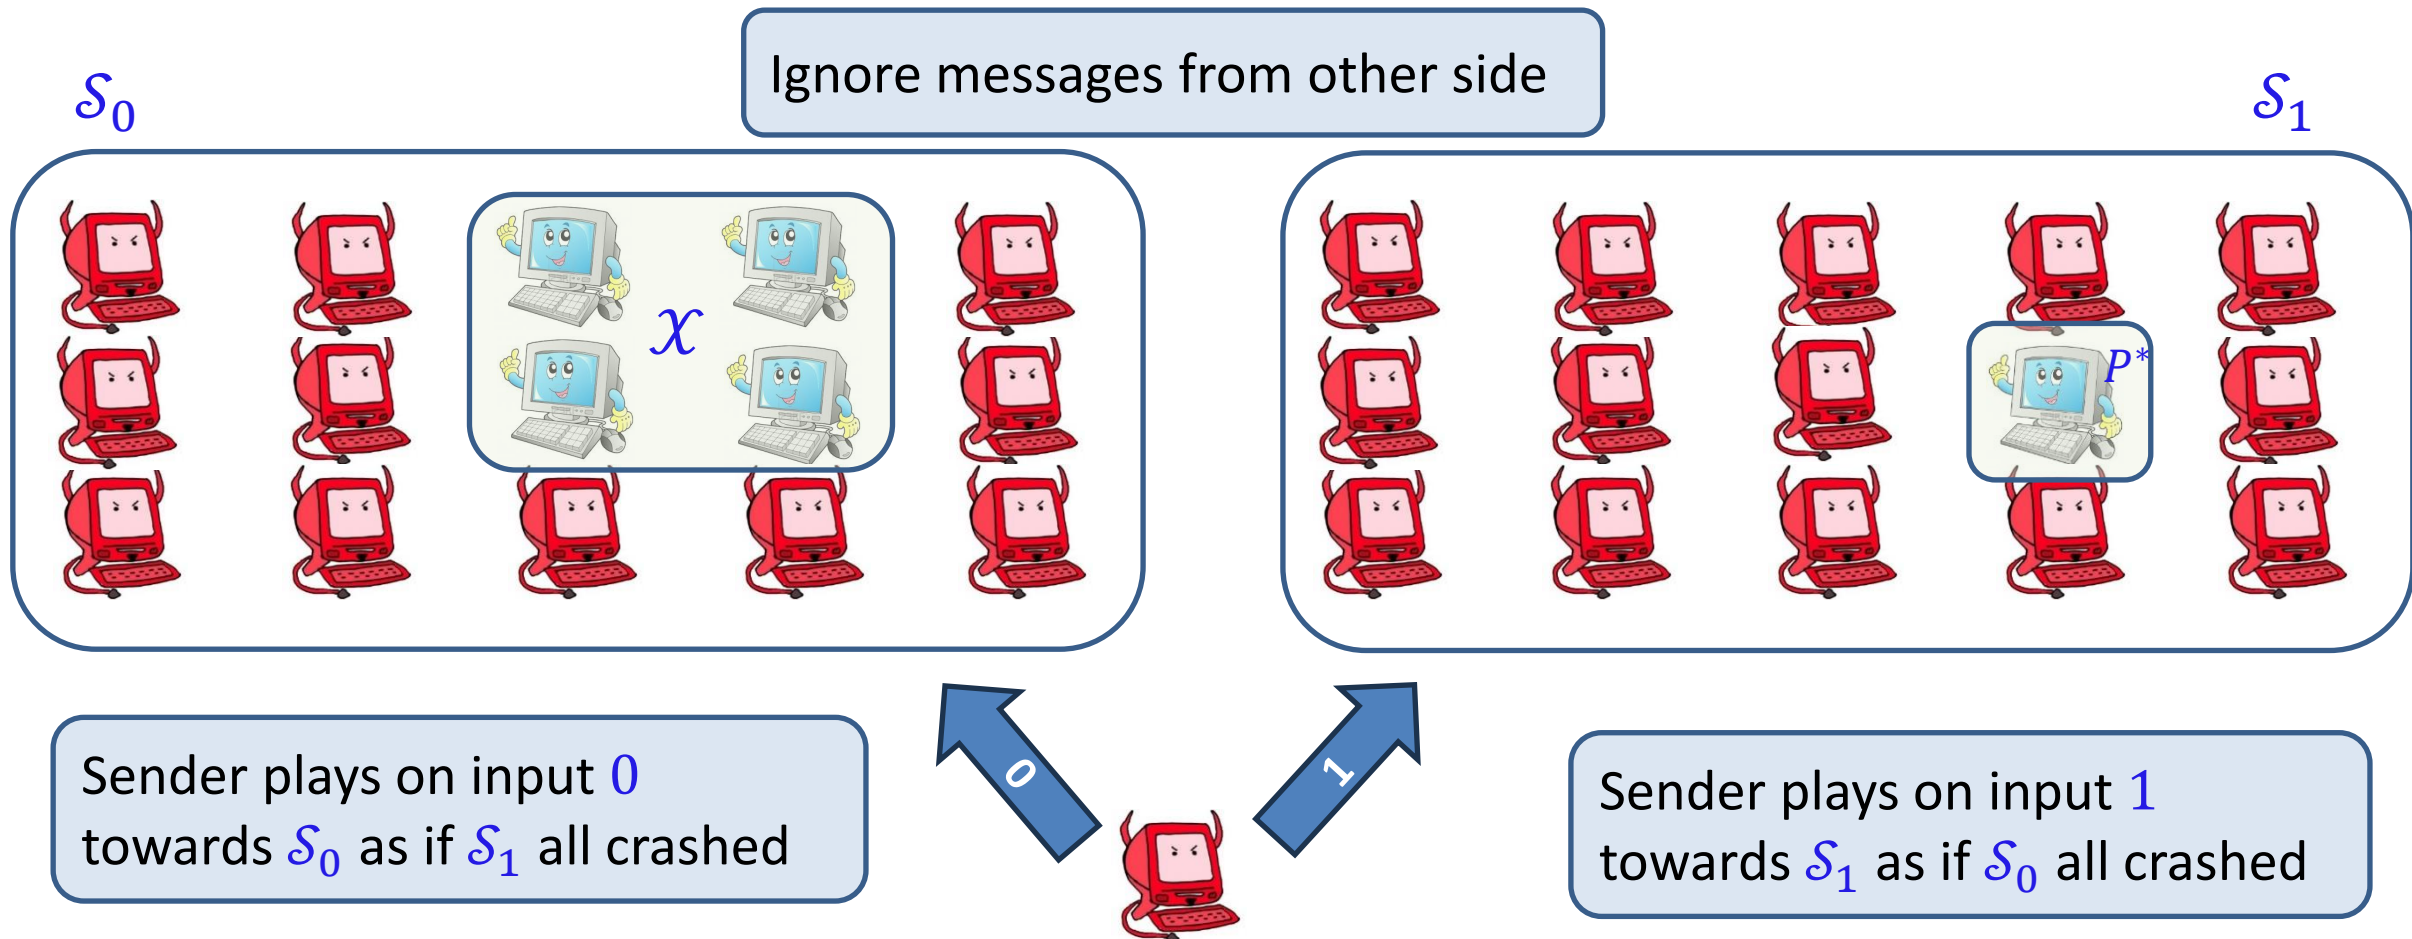 Ignore messages from other side
𝒮₀
𝒮₁
𝒳
P*
0
1
Sender plays on input 0
towards 𝒮₀ as if 𝒮₁ all crashed
Sender plays on input 1
towards 𝒮₁ as if 𝒮₀ all crashed